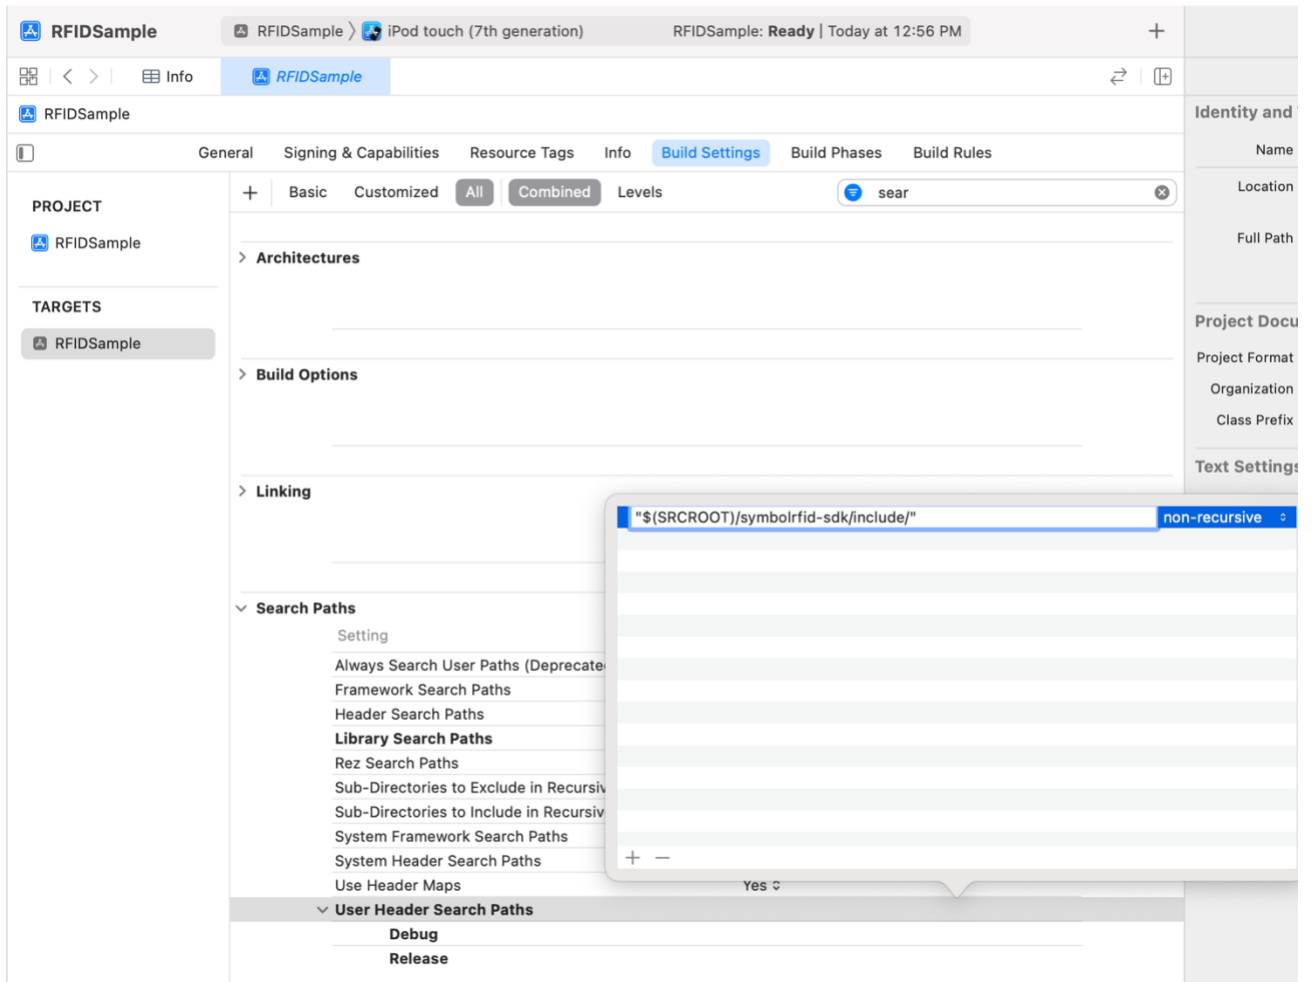 RFIDSample
RFIDSample
iPod touch (7th generation)
RFIDSample: Ready | Today at 12:56 PM
Info
RFIDSample
RFIDSample
Identity and
General
Signing & Capabilities
Resource Tags
Info
Build Settings
Build Phases
Build Rules
Name
Basic
Customized
All
Combined
Levels
sear
Location
PROJECT
RFIDSample
Full Path
Architectures
TARGETS
RFIDSample
Project Docu
Project Format
Build Options
Organization
Class Prefix
Text Settings
Linking
"$(SRCROOT)/symbolrfid-sdk/include/"
non-recursive
Search Paths
Setting
Always Search User Paths (Deprecate
Framework Search Paths
Header Search Paths
Library Search Paths
Rez Search Paths
Sub-Directories to Exclude in Recursiv
Sub-Directories to Include in Recursiv
System Framework Search Paths
System Header Search Paths
Use Header Maps
Yes
User Header Search Paths
Debug
Release